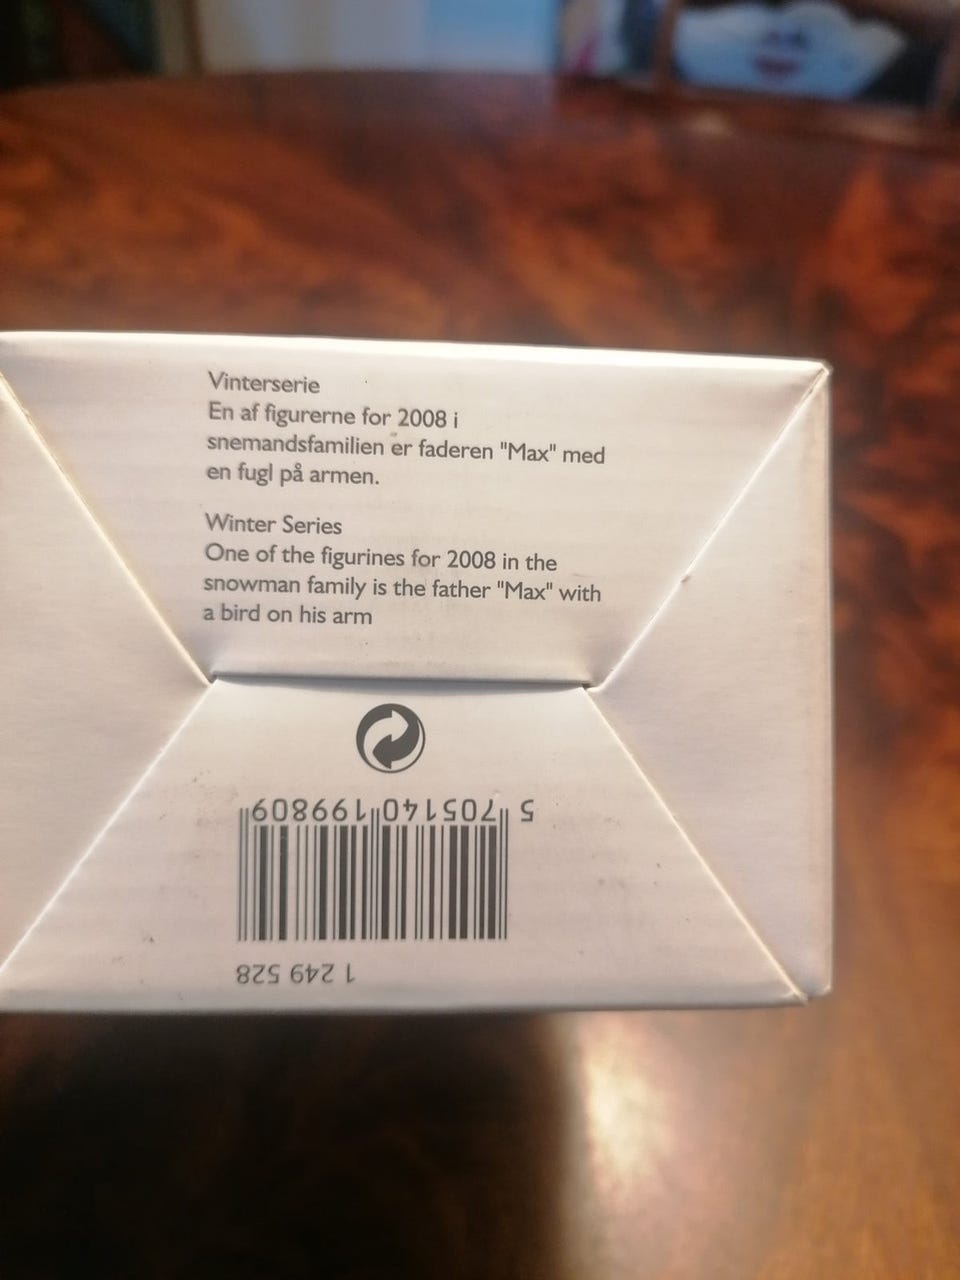 Vinterserie
En af figurerne for 2008 i
snemandsfamilien er faderen "Max" med
en fugl på armen.
Winter Series
One of the figurines for 2008 in the
snowman family is the father "Max" with
a bird on his arm
5 705140 199809
1 249 528